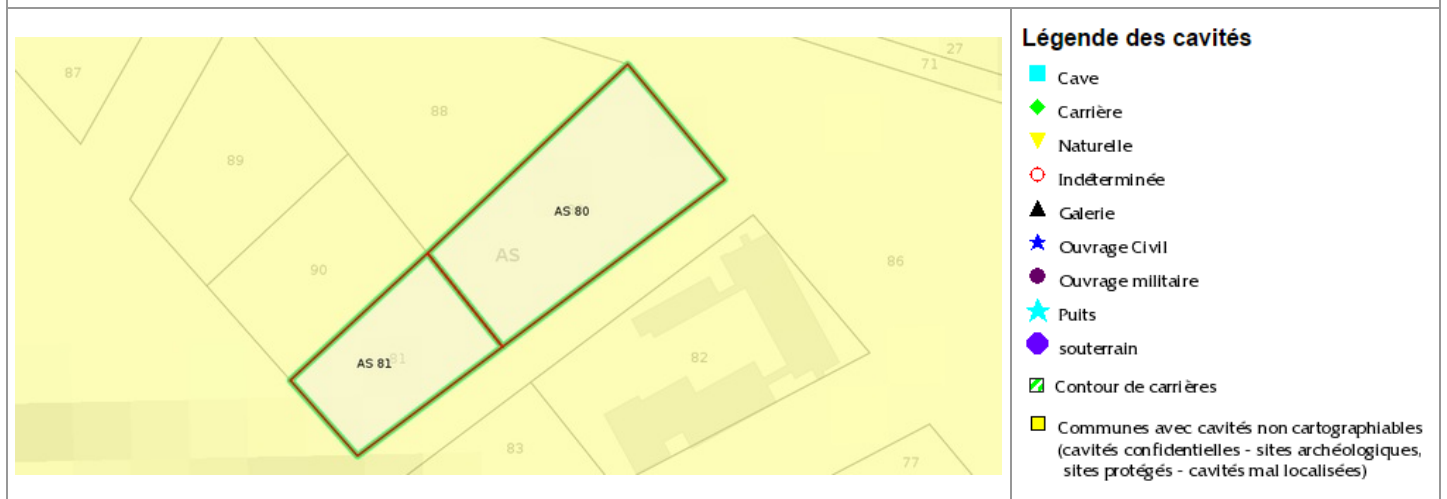 27
71
87
88
89
AS 80
AS
90
86
82
81
AS 81
83
77
Légende des cavités
Cave
Carrière
Naturelle
Indéterminée
Galerie
Ouvrage Civil
Ouvrage militaire
Puits
souterrain
Contour de carrières
Communes avec cavités non cartographiables
(cavités confidentielles - sites archéologiques,
sites protégés - cavités mal localisées)